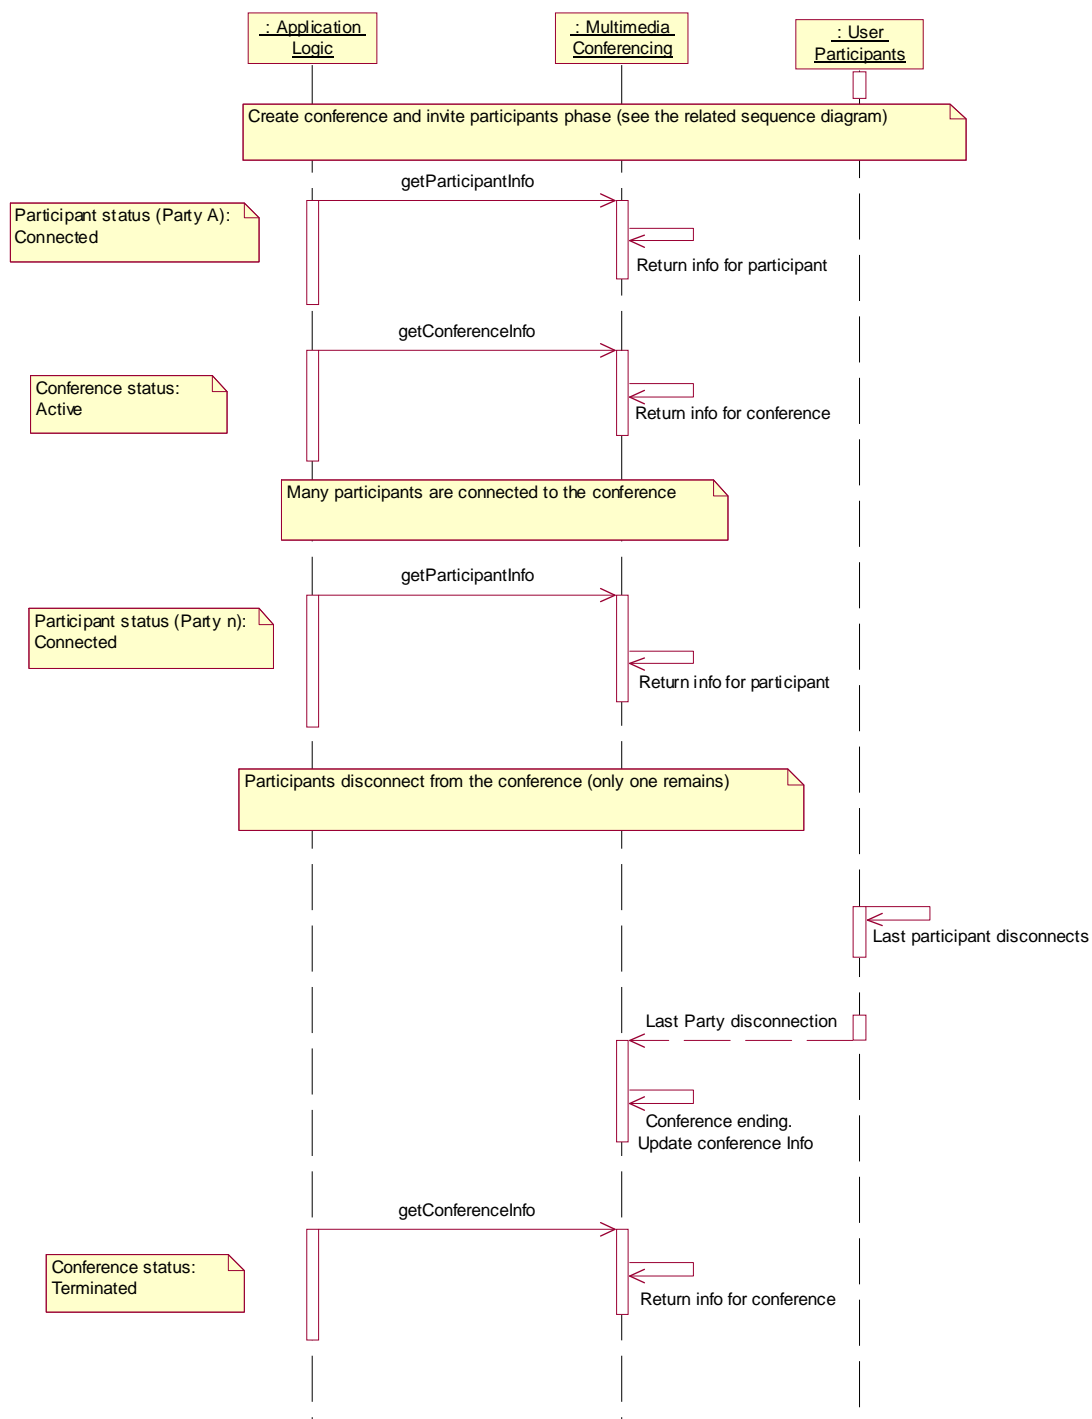 : Application
Logic
: Multimedia
Conferencing
: User
Participants
Create conference and invite participants phase (see the related sequence diagram)
getParticipantInfo
Participant status (Party A):
Connected
Return info for participant
getConferenceInfo
Conference status:
Active
Return info for conference
Many participants are connected to the conference
getParticipantInfo
Participant status (Party n):
Connected
Return info for participant
Participants disconnect from the conference (only one remains)
Last participant disconnects
Last Party disconnection
Conference ending.
Update conference Info
getConferenceInfo
Conference status:
Terminated
Return info for conference